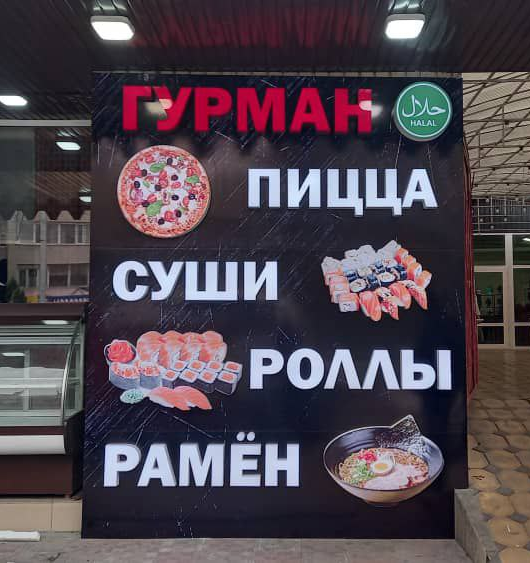 ГУРМАН
حلال
HALAL
ПИЦЦА
СУШИ
РОЛЛЫ
РАМЁН